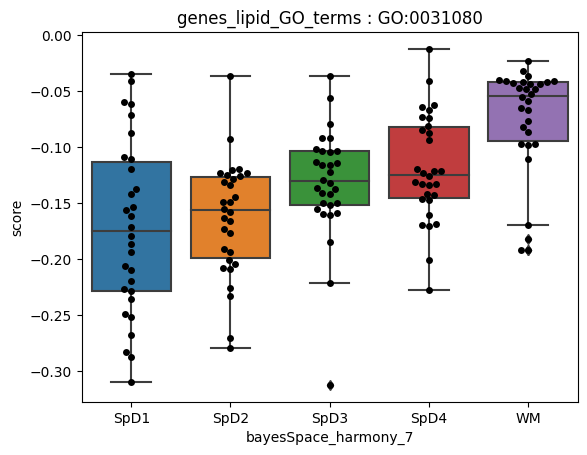 genes_lipid_GO_terms : GO:0031080
0.00
−0.05
−0.10
−0.15
−0.20
−0.25
−0.30
score
SpD1 SpD2 SpD3 SpD4 WM
bayesSpace_harmony_7